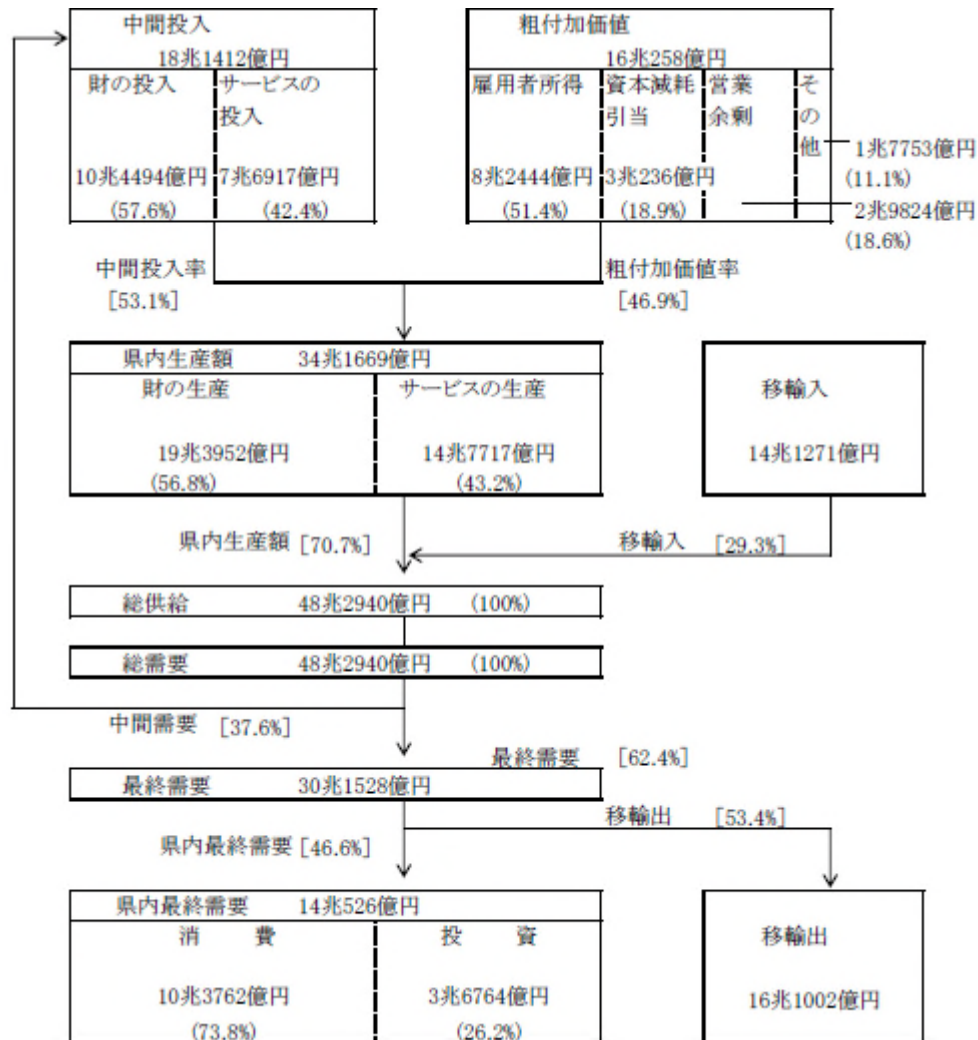 中間投入 粗付加価値
18兆1412億円 16兆258億円
財の投入 サービスの 雇用者所得 資本減耗 営業 そ
投入 引当 余剰 の
他 1兆7753億円
10兆4494億円 7兆6917億円 8兆2444億円 3兆236億円 (11.1%)
(57.6%) (42.4%) (51.4%) (18.9%) 2兆9824億円
(18.6%)
中間投入率 粗付加価値率
[53.1%] [46.9%]
県内生産額 34兆1669億円
財の生産 サービスの生産 移輸入
19兆3952億円 14兆7717億円 14兆1271億円
(56.8%) (43.2%)
県内生産額 [70.7%] 移輸入 [29.3%]
総供給 48兆2940億円 (100%)
総需要 48兆2940億円 (100%)
中間需要 [37.6%]
最終需要 [62.4%]
最終需要 30兆1528億円
移輸出 [53.4%]
県内最終需要 [46.6%]
県内最終需要 14兆526億円
消 費 投 資 移輸出
10兆3762億円 3兆6764億円 16兆1002億円
(73.8%) (26.2%)